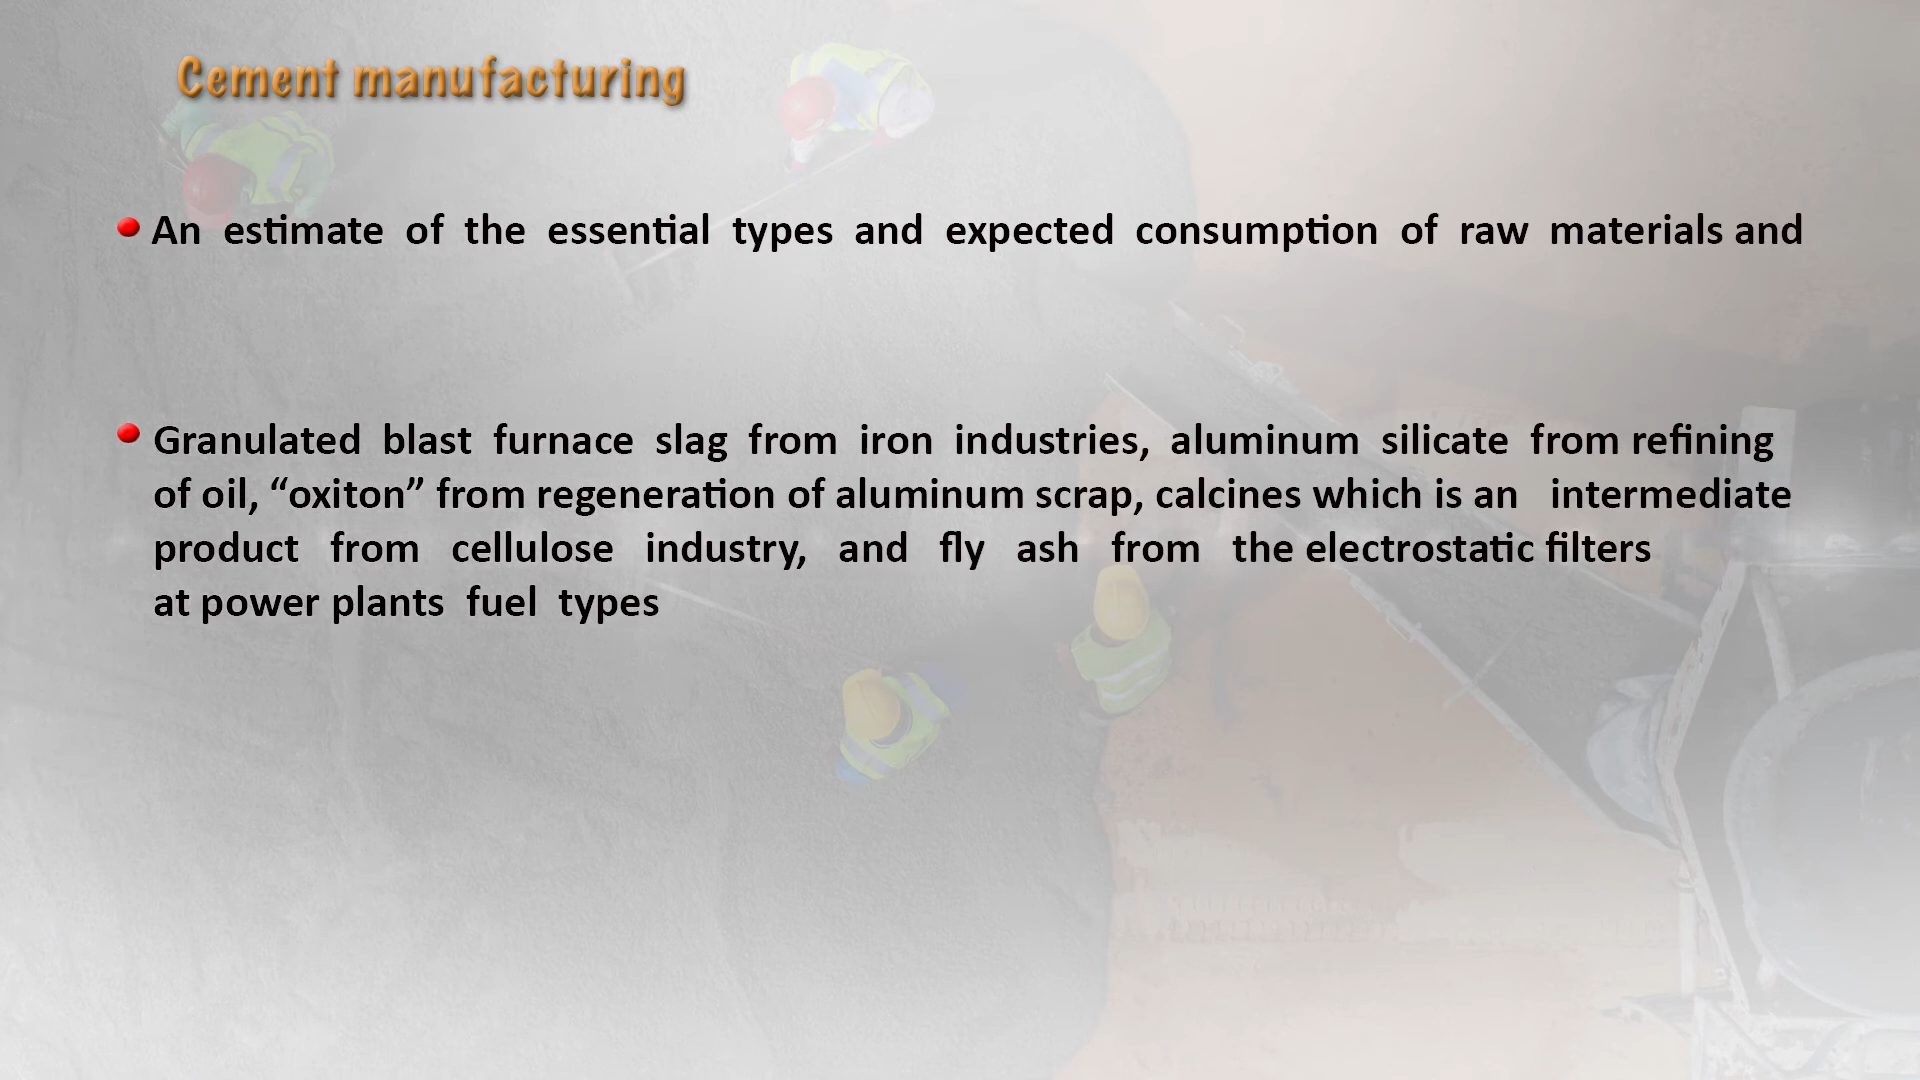 Cement manufacturing
An estimate of the essential types and expected consumption of raw materials and
Granulated blast furnace slag from iron industries, aluminum silicate from refining
of oil, “oxiton” from regeneration of aluminum scrap, calcines which is an intermediate
product from cellulose industry, and fly ash from the electrostatic filters
at power plants fuel types